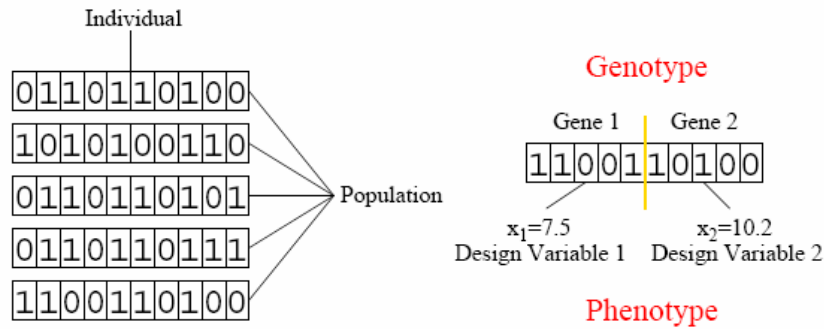 Individual
0110110100
1010100110
0110110101
0110110111
1100110100
Population
Genotype
Gene 1 Gene 2
1100110100
x₁=7.5 x₂=10.2
Design Variable 1 Design Variable 2
Phenotype